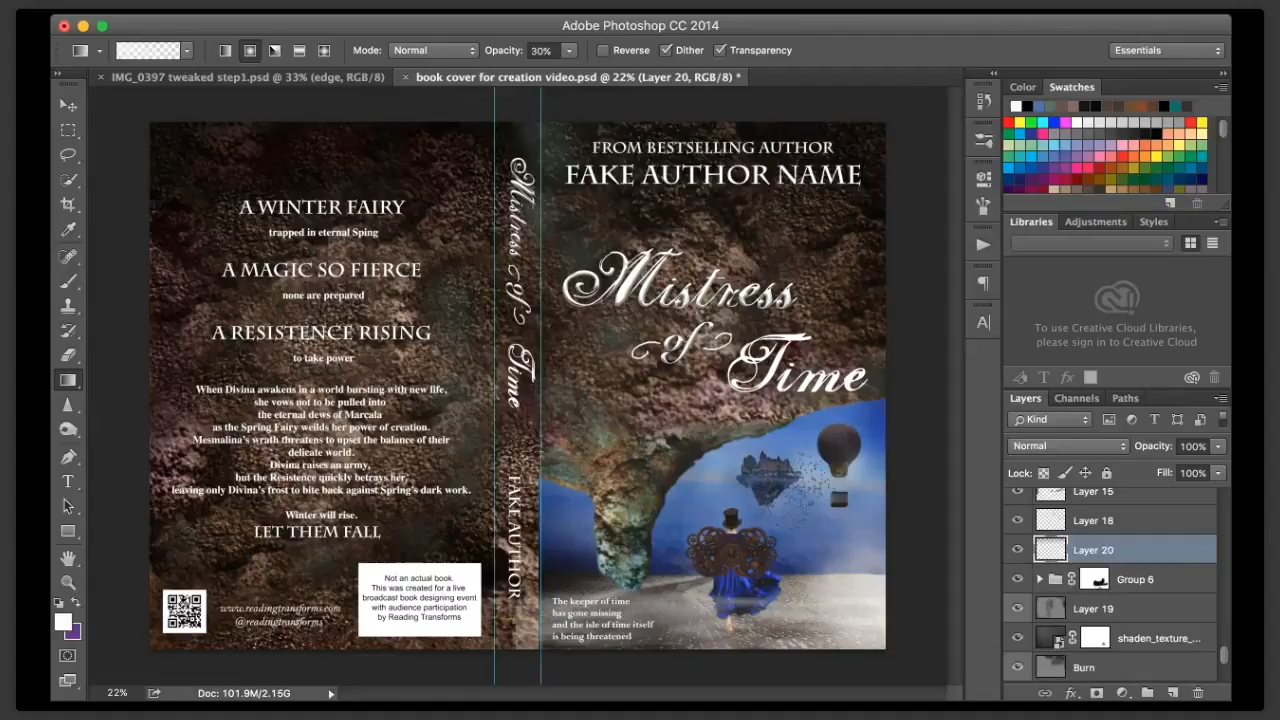 Adobe Photoshop CC 2014
Mode: Normal Opacity: 30% Reverse Dither Transparency Essentials
IMG_0397 tweaked step1.psd @ 33% (edge, RGB/8)
book cover for creation video.psd @ 22% (Layer 20, RGB/8) *
Color Swatches
Libraries Adjustments Styles
To use Creative Cloud Libraries,
please sign in to Creative Cloud
Layers Channels Paths
Kind
Normal Opacity: 100%
Lock: Fill: 100%
Layer 15
Layer 18
Layer 20
Group 6
Layer 19
shaden_texture_...
Burn
A WINTER FAIRY
trapped in eternal Sping
A MAGIC SO FIERCE
none are prepared
A RESISTENCE RISING
to take power
When Divina awakens in a world bursting with new life,
she vows not to be pulled into
the eternal dews of Marcala
as the Spring Fairy weilds her power of creation.
Mesmalina's wrath threatens to upset the balance of their
delicate world.
Divina raises an army,
but the Resistence quickly betrays her,
leaving only Divina's frost to bite back against Spring's dark work.
Winter will rise.
LET THEM FALL
www.readingtransforms.com
@readingtransforms
Not an actual book.
This was created for a live
broadcast book designing event
with audience participation
by Reading Transforms
Mistress of Time
FAKE AUTHOR
FROM BESTSELLING AUTHOR
FAKE AUTHOR NAME
Mistress
of
Time
The keeper of time
has gone missing
and the isle of time itself
is being threatened
22% Doc: 101.9M/2.15G